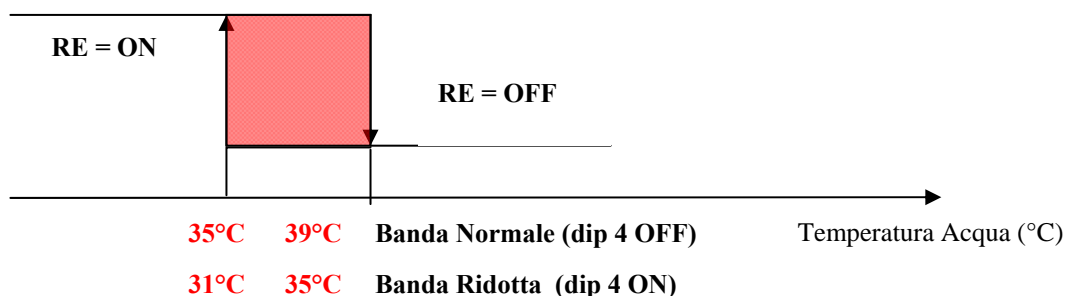 RE = ON
RE = OFF
35°C 39°C Banda Normale (dip 4 OFF) Temperatura Acqua (°C)
31°C 35°C Banda Ridotta (dip 4 ON)